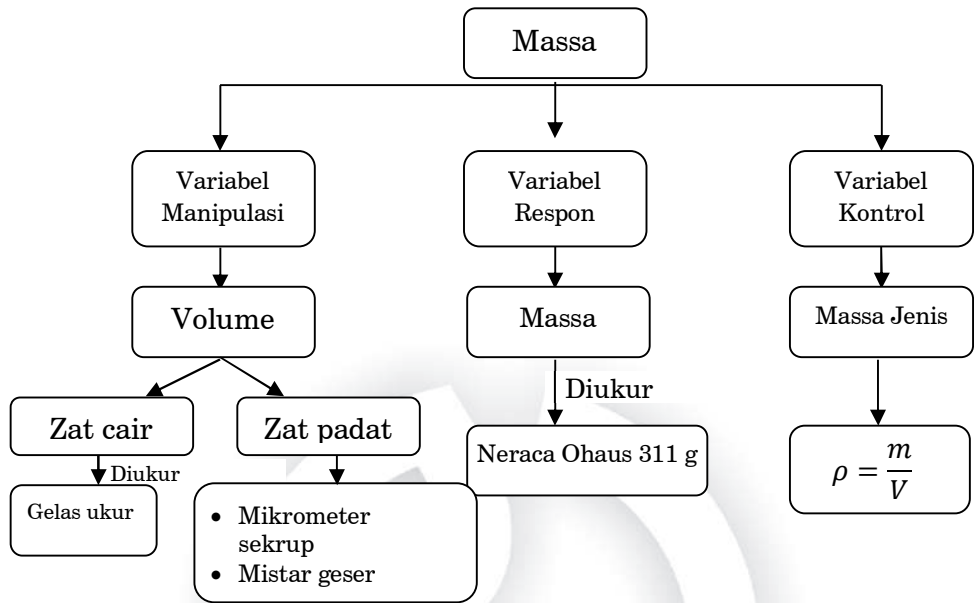 Massa
Variabel
Manipulasi
Variabel
Respon
Variabel
Kontrol
Volume
Massa
Massa Jenis
Diukur
Zat cair
Zat padat
Neraca Ohaus 311 g
ρ = m/V
Diukur
Gelas ukur
• Mikrometer
sekrup
• Mistar geser